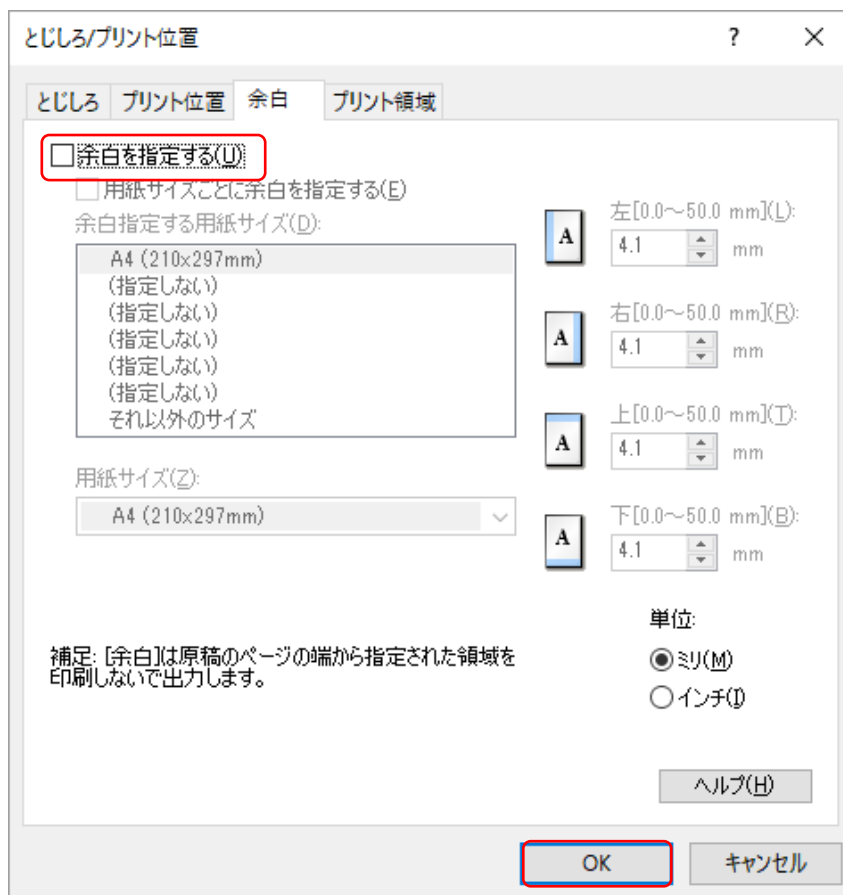 とじしろ/プリント位置
?
とじしろ プリント位置 余白 プリント領域
余白を指定する(U)
用紙サイズごとに余白を指定する(E)
余白指定する用紙サイズ(D):
A4 (210x297mm)
(指定しない)
(指定しない)
(指定しない)
(指定しない)
(指定しない)
それ以外のサイズ
用紙サイズ(Z):
A4 (210x297mm)
補足: [余白]は原稿のページの端から指定された領域を
印刷しないで出力します。
A
左[0.0～50.0 mm](L):
4.1 mm
A
右[0.0～50.0 mm](R):
4.1 mm
A
上[0.0～50.0 mm](T):
4.1 mm
A
下[0.0～50.0 mm](B):
4.1 mm
単位:
ミリ(M)
インチ(I)
ヘルプ(H)
OK キャンセル